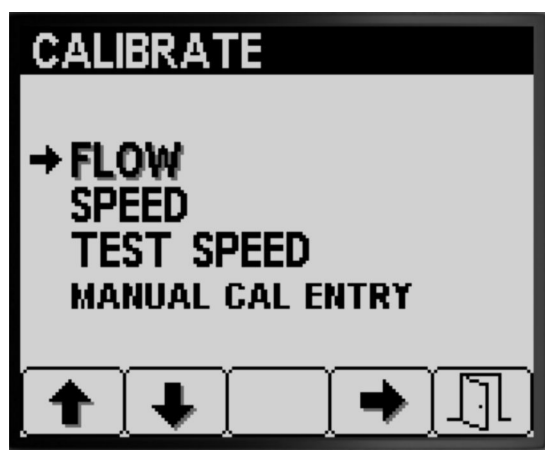 CALIBRATE
FLOW
SPEED
TEST SPEED
MANUAL CAL ENTRY